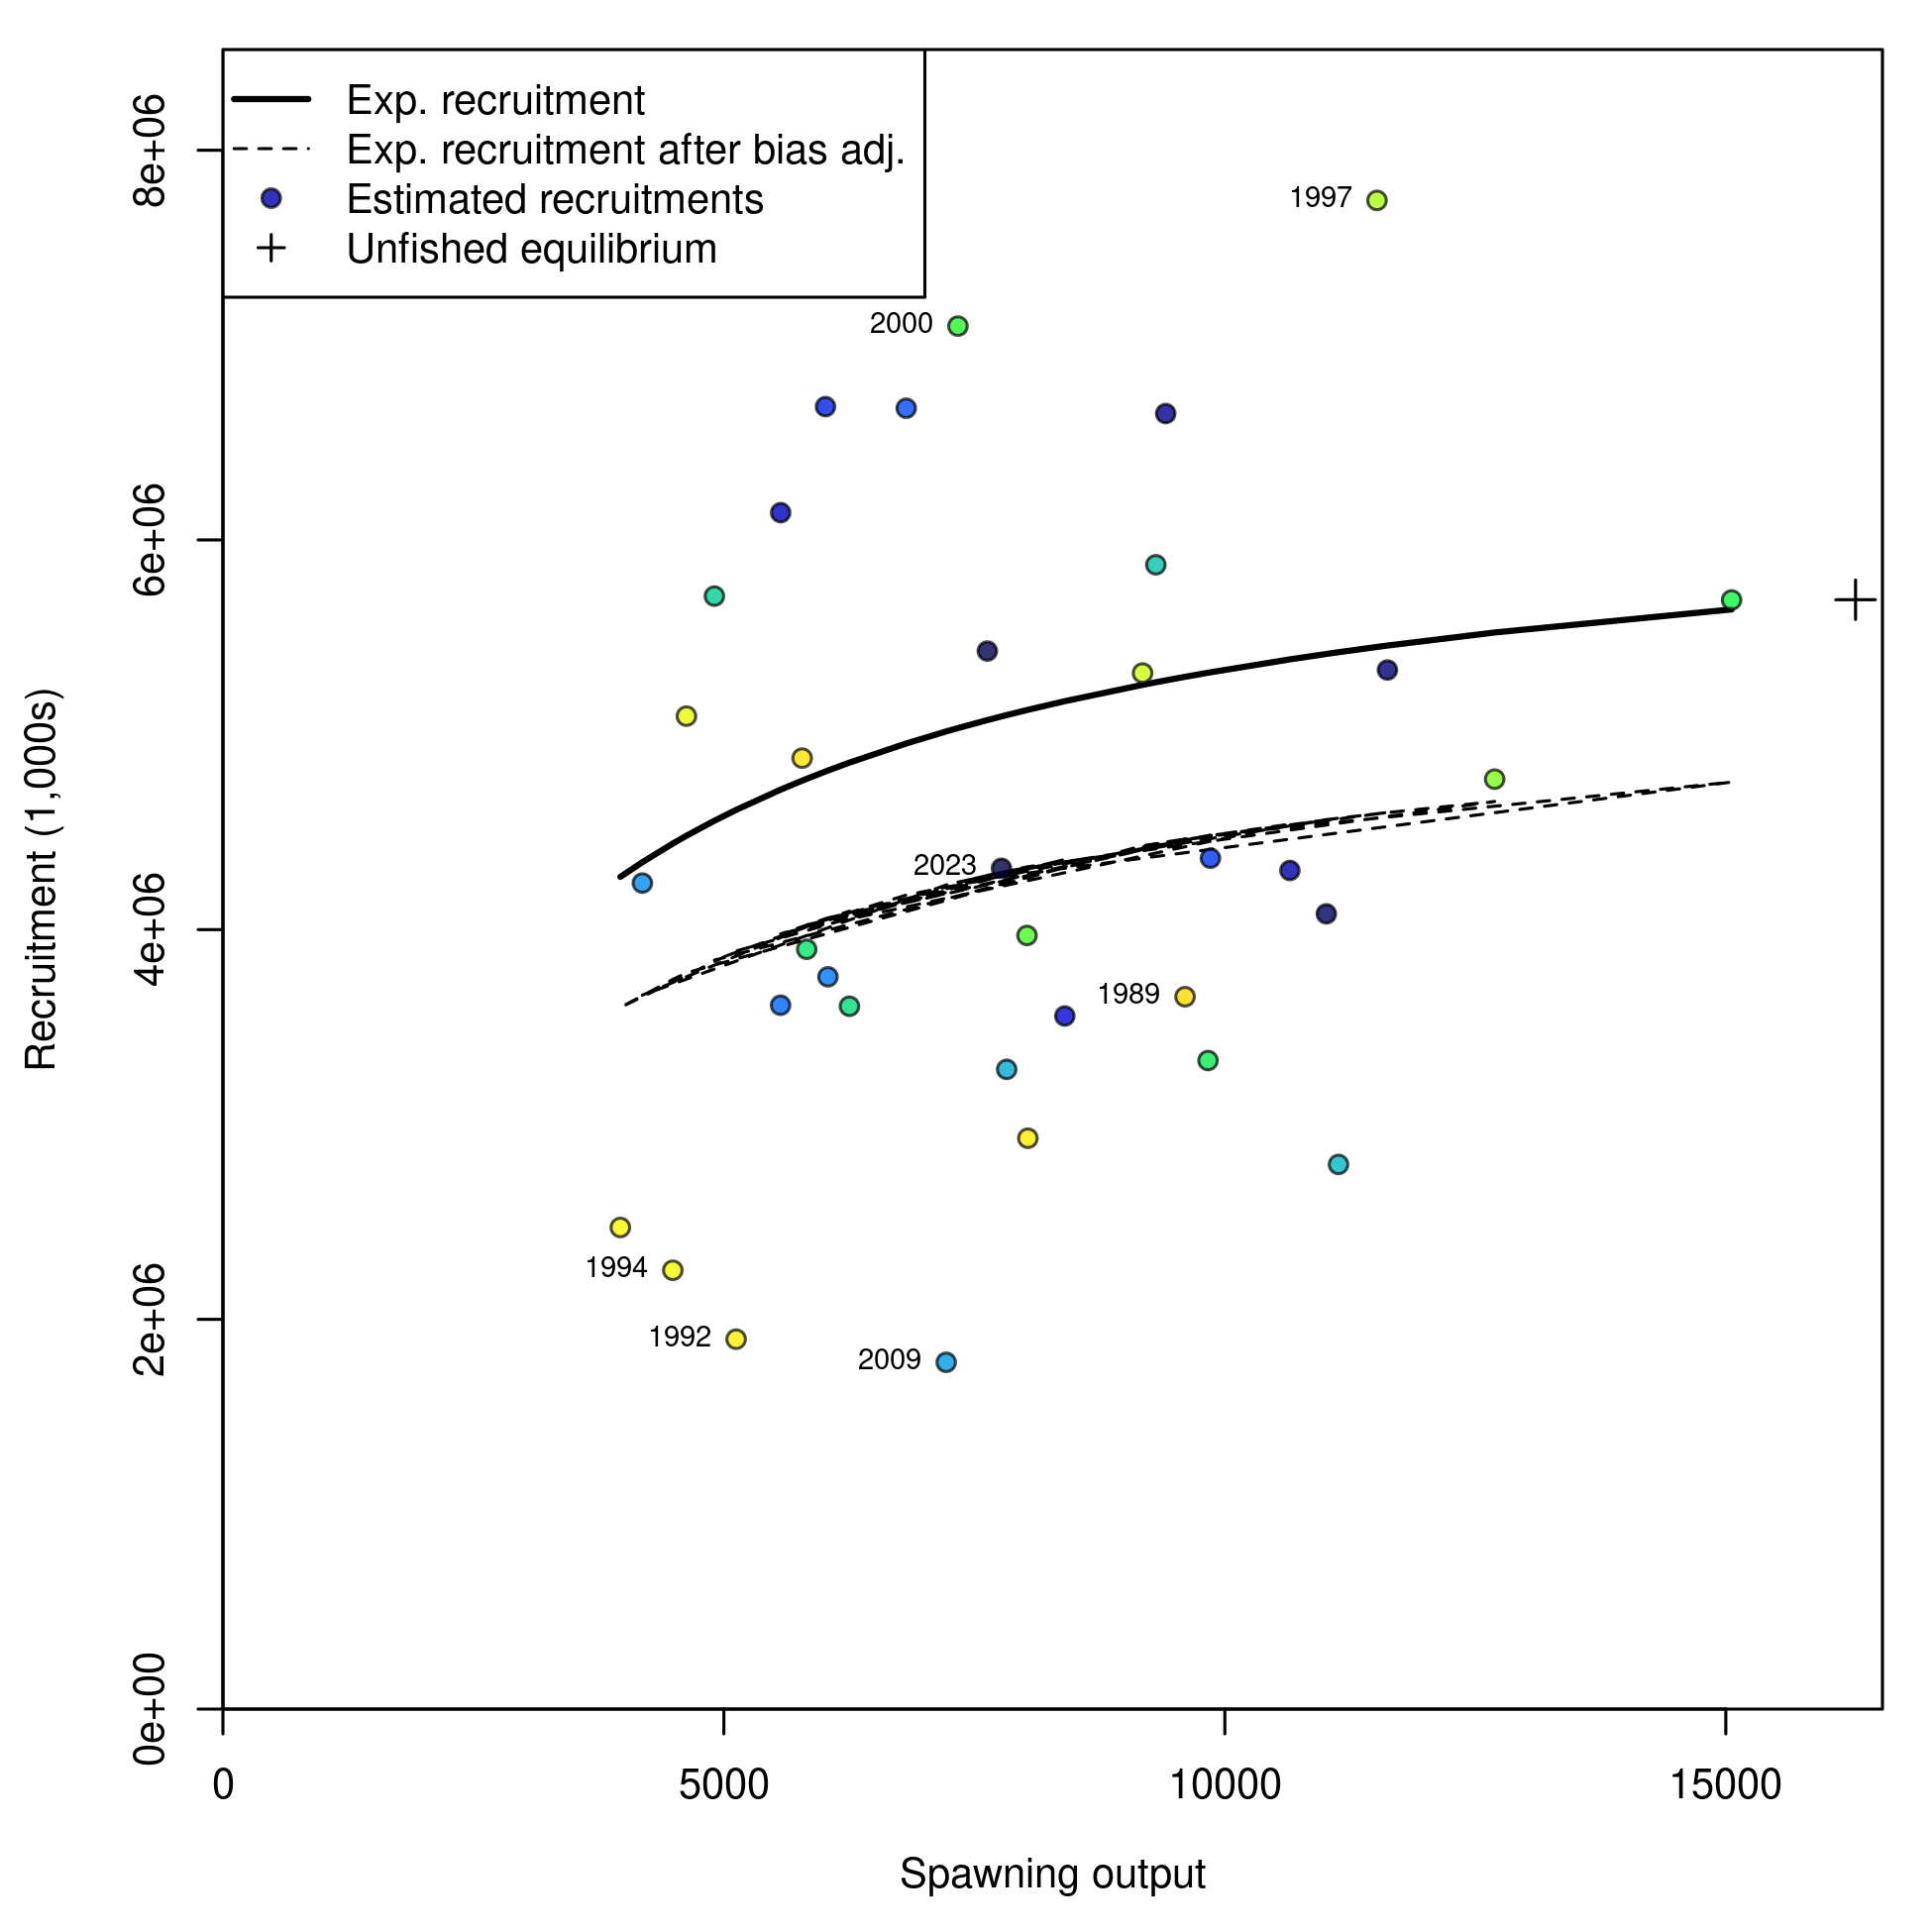 Exp. recruitment
Exp. recruitment after bias adj.
Estimated recruitments
Unfished equilibrium
1997
2000
2023
1989
1994
1992
2009
8e+06
6e+06
4e+06
2e+06
0e+00
Recruitment (1,000s)
0 5000 10000 15000
Spawning output